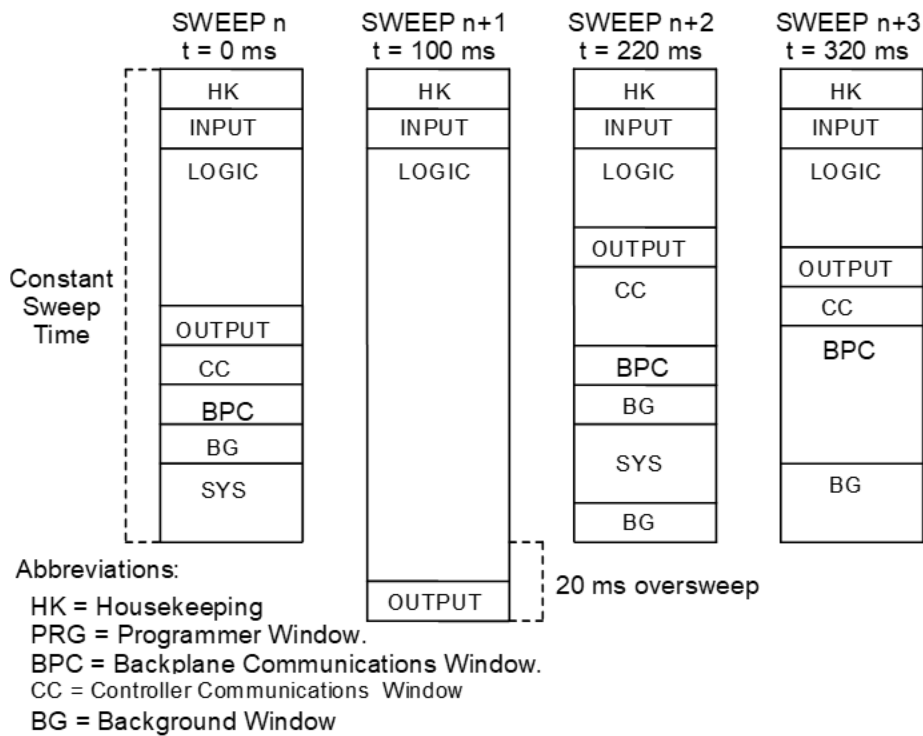 SWEEP n
t = 0 ms
SWEEP n+1
t = 100 ms
SWEEP n+2
t = 220 ms
SWEEP n+3
t = 320 ms
Constant
Sweep
Time
HK
INPUT
LOGIC
OUTPUT
CC
BPC
BG
SYS
HK
INPUT
LOGIC
OUTPUT
HK
INPUT
LOGIC
OUTPUT
CC
BPC
BG
SYS
BG
HK
INPUT
LOGIC
OUTPUT
CC
BPC
BG
20 ms oversweep
Abbreviations:
HK = Housekeeping
PRG = Programmer Window.
BPC = Backplane Communications Window.
CC = Controller Communications Window
BG = Background Window